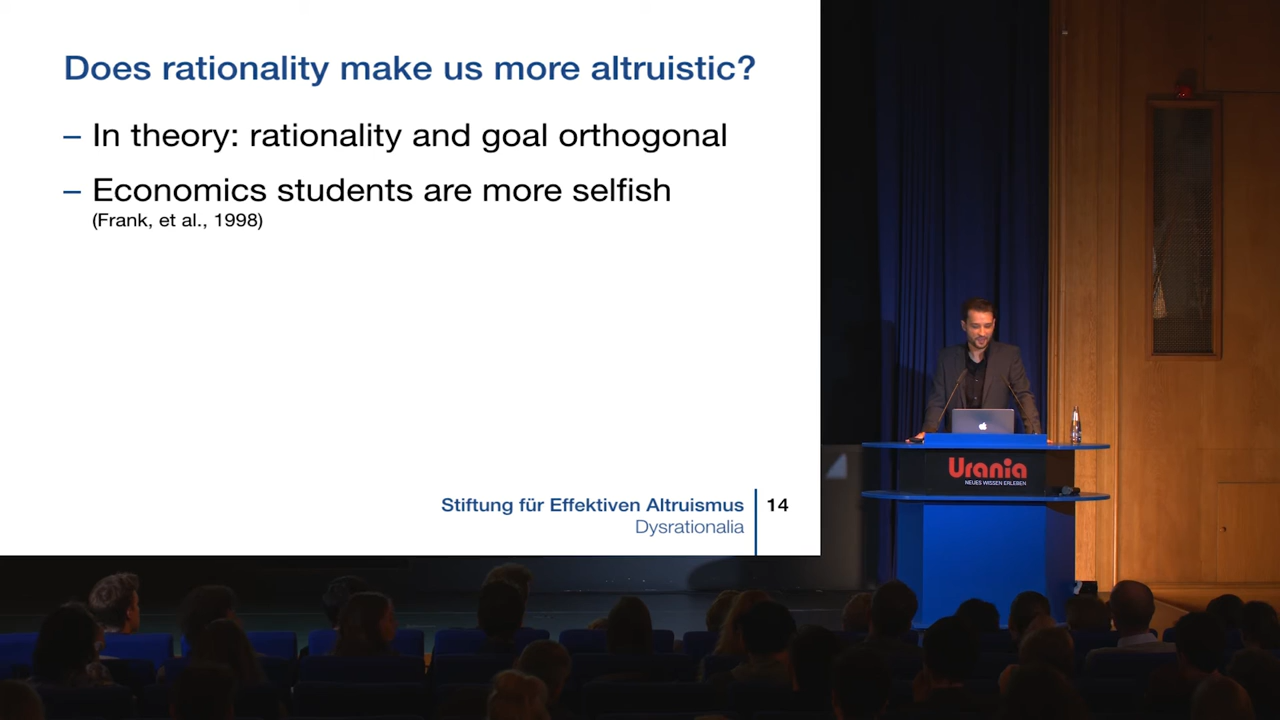 Does rationality make us more altruistic?
– In theory: rationality and goal orthogonal
– Economics students are more selfish
(Frank, et al., 1998)
Stiftung für Effektiven Altruismus 14
Dysrationalia
Urania
NEUES WISSEN ERLEBEN